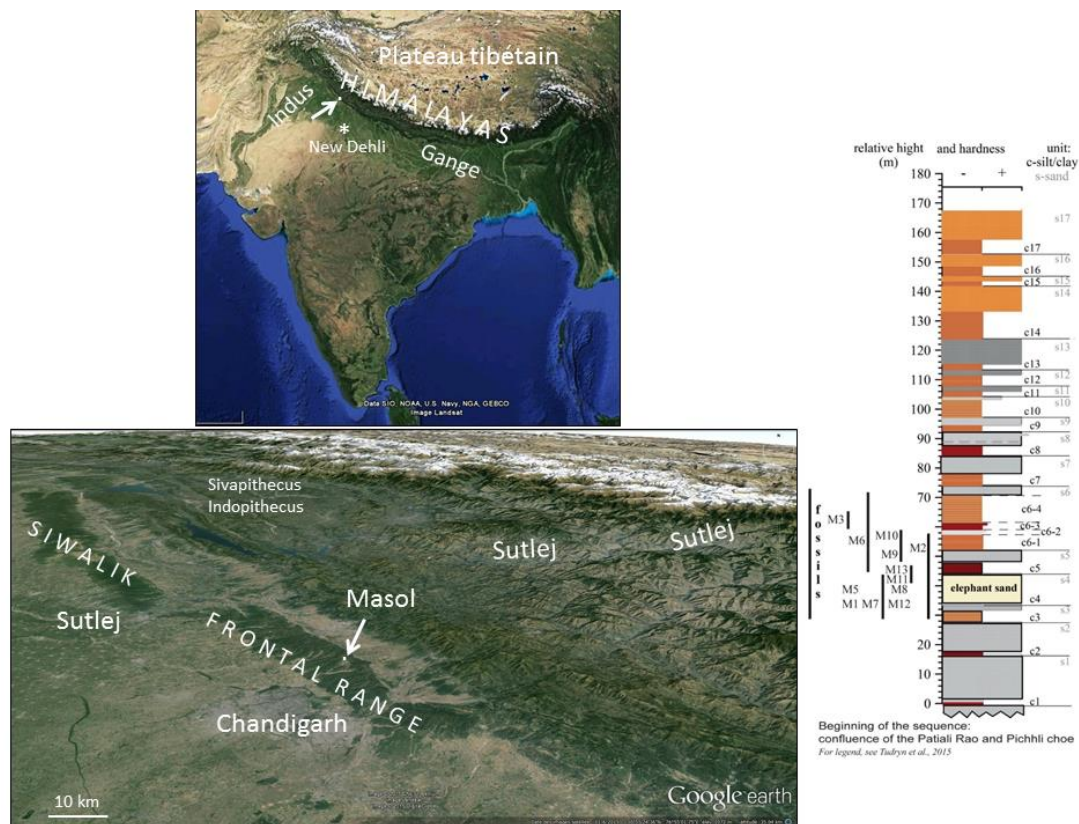 Plateau tibétain
HIMALAYAS
Indus
*
New Dehli
Gange
Data SIO, NOAA, U.S. Navy, NGA, GEBCO
Image Landsat
Sivapithecus
Indopithecus
SIWALIK
Sutlej
Sutlej
Masol
Sutlej
FRONTAL RANGE
Chandigarh
10 km
Google earth
relative hight and hardness unit:
(m) - + c-silt/clay
s-sand
180
170 s17
160
c17
150 s16
c16
c15 s15
140 s14
130
c14
120 s13
c13
110 c12 s12
c11 s11
100 c10 s10
c9 s9
90 s8
c8
80 s7
c7
70 s6
fossils
c6-4
M3
c6-3
M6 M10 M2 c6-2
c6-1
M9 s5
M13 c5
M11
M5 M8 elephant sand s4
c4
M1 M7 M12 s3
c3
20 s2
c2
10 s1
0 c1
Beginning of the sequence:
confluence of the Patiali Rao and Pichhli choe
For legend, see Tudryn et al., 2015